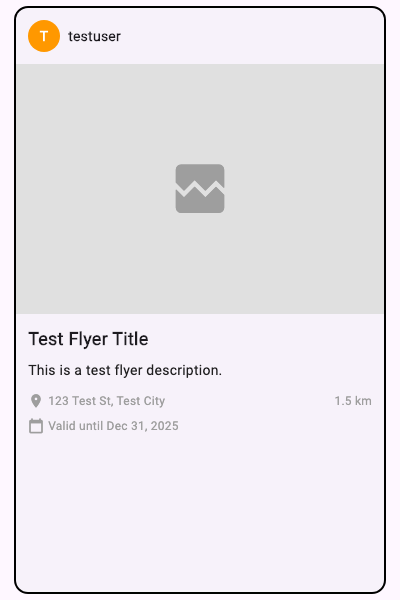 T
testuser
Test Flyer Title
This is a test flyer description.
123 Test St, Test City 1.5 km
Valid until Dec 31, 2025